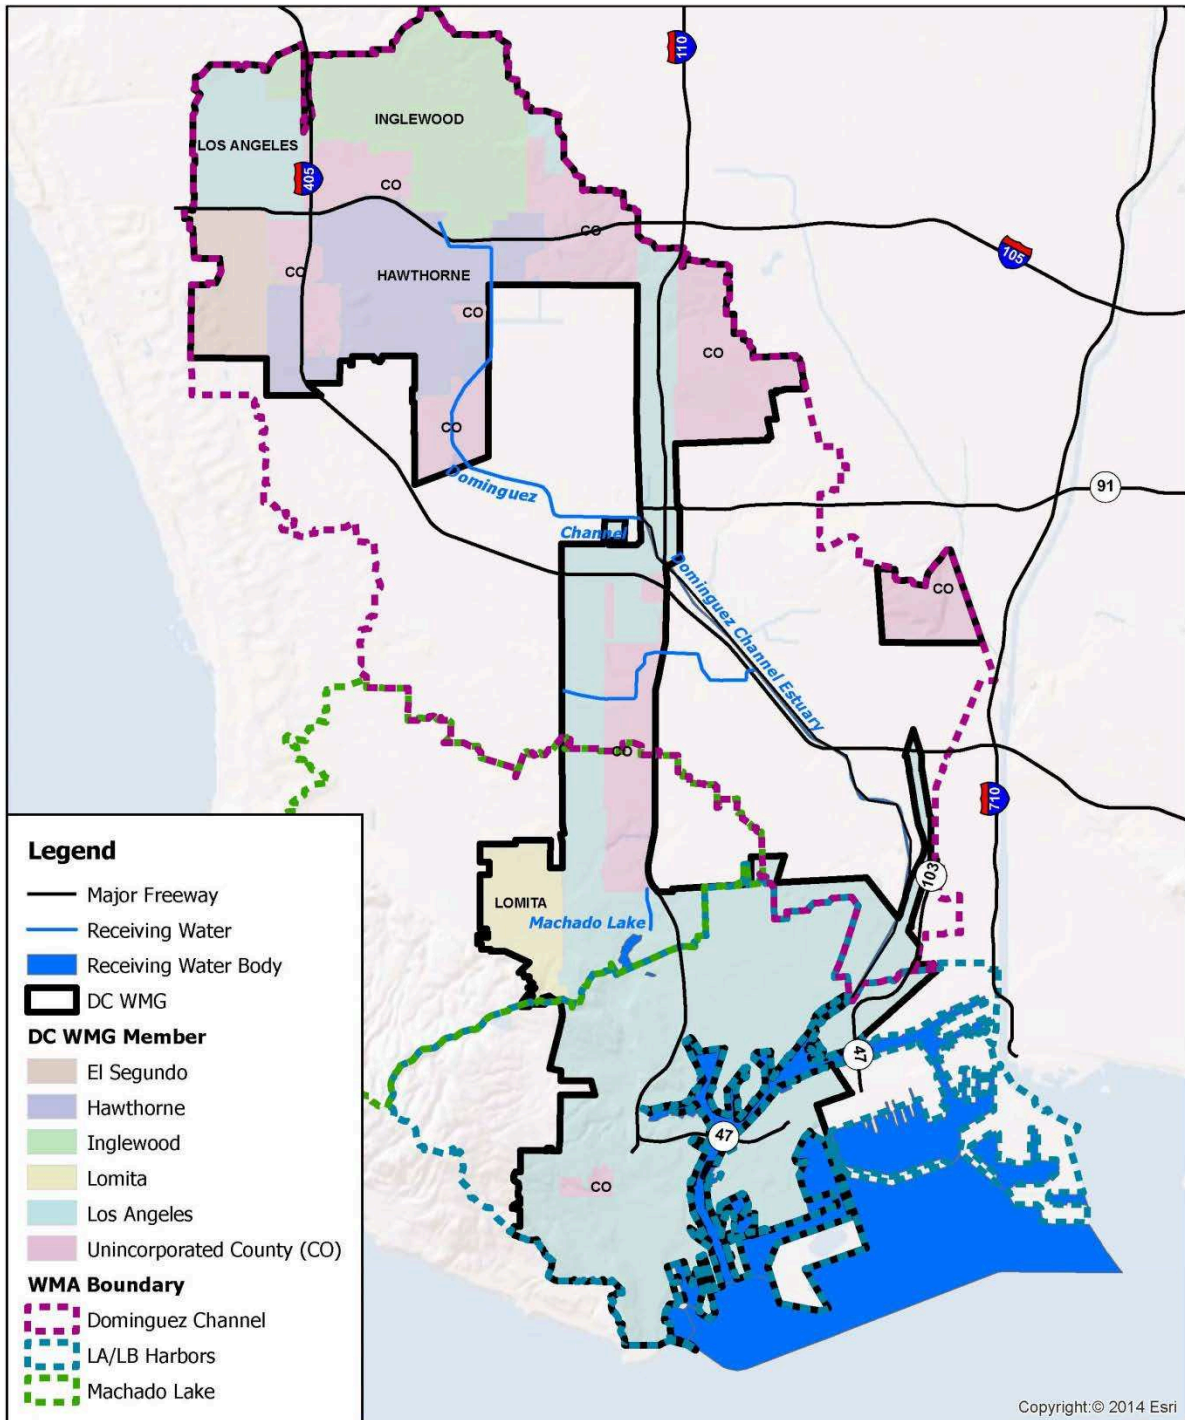 110
INGLEWOOD
LOS ANGELES
405
CO
CO
105
CO
HAWTHORNE
CO
CO
CO
Dominguez
91
Channel
Dominguez Channel Estuary
CO
CO
710
Legend
Major Freeway
Receiving Water
Receiving Water Body
DC WMG
DC WMG Member
El Segundo
Hawthorne
Inglewood
Lomita
Los Angeles
Unincorporated County (CO)
WMA Boundary
Dominguez Channel
LA/LB Harbors
Machado Lake
103
LOMITA
Machado Lake
47
47
CO
Copyright:© 2014 Esri